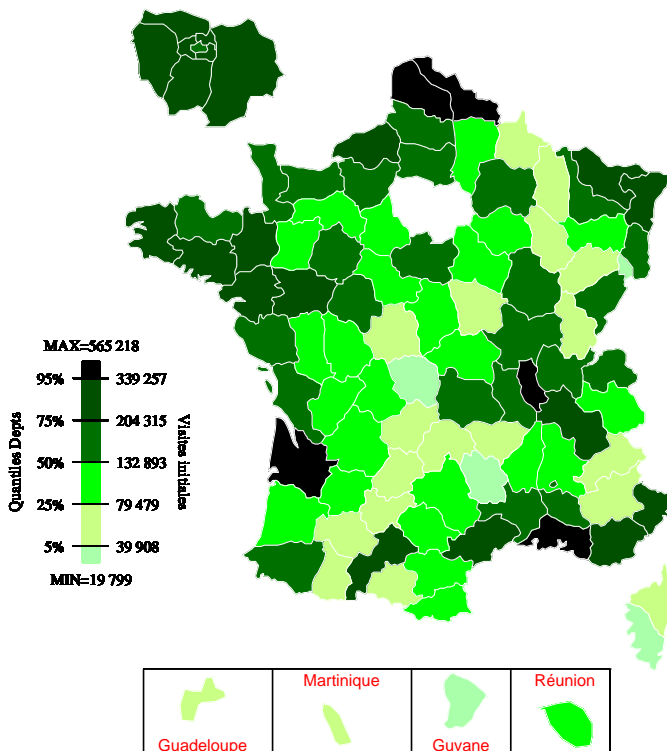 MAX=565 218
95% 339 257
75% 204 315
50% 132 893
25% 79 479
5% 39 908
MIN=19 799
Quantiles Depts
Visites Initiales
Martinique
Réunion
Guadeloupe
Guyane